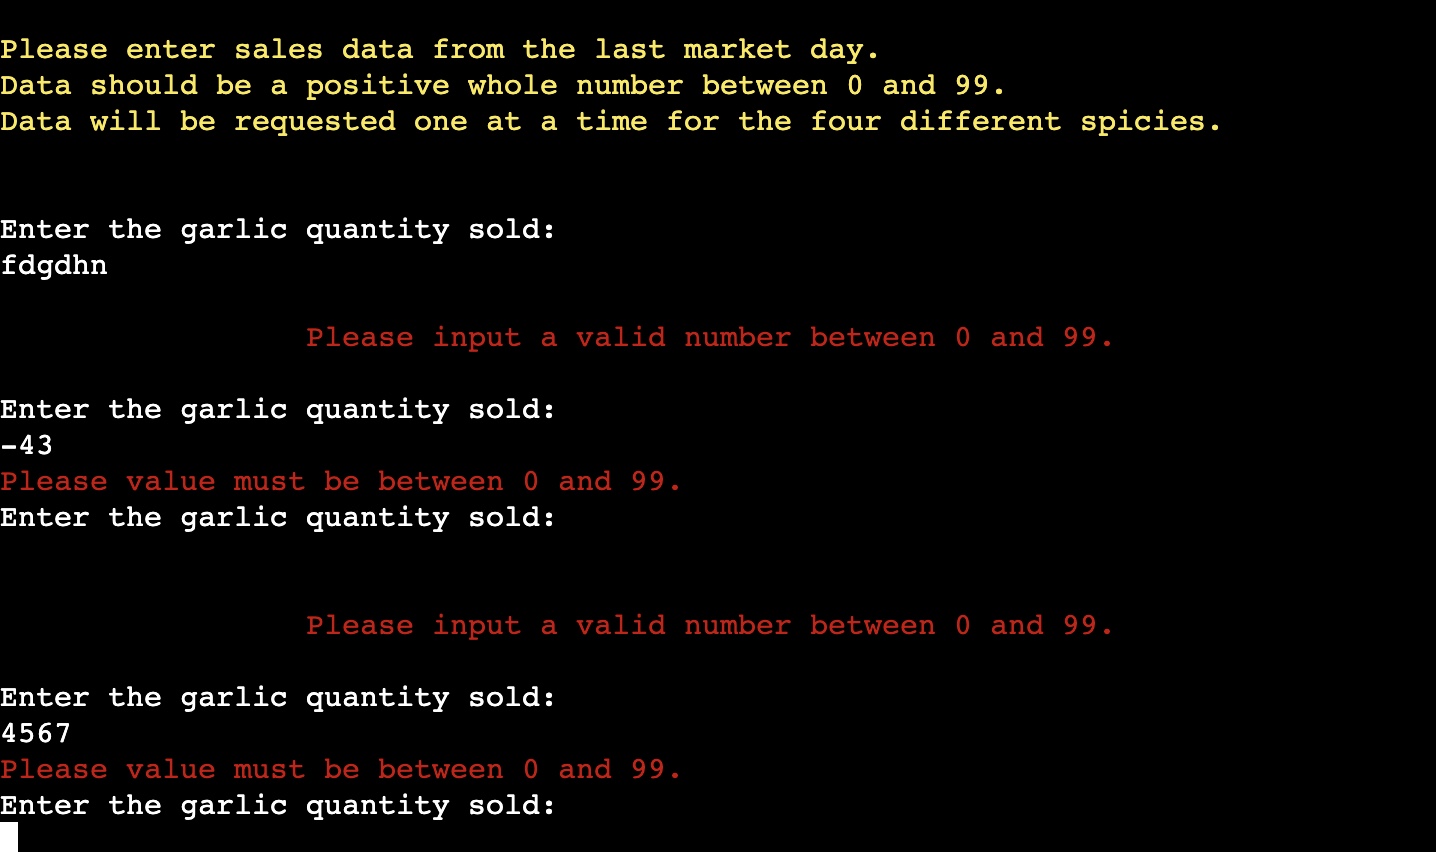 Please enter sales data from the last market day.
Data should be a positive whole number between 0 and 99.
Data will be requested one at a time for the four different spicies.
Enter the garlic quantity sold:
fdgdhn
Please input a valid number between 0 and 99.
Enter the garlic quantity sold:
-43
Please value must be between 0 and 99.
Enter the garlic quantity sold:
Please input a valid number between 0 and 99.
Enter the garlic quantity sold:
4567
Please value must be between 0 and 99.
Enter the garlic quantity sold: